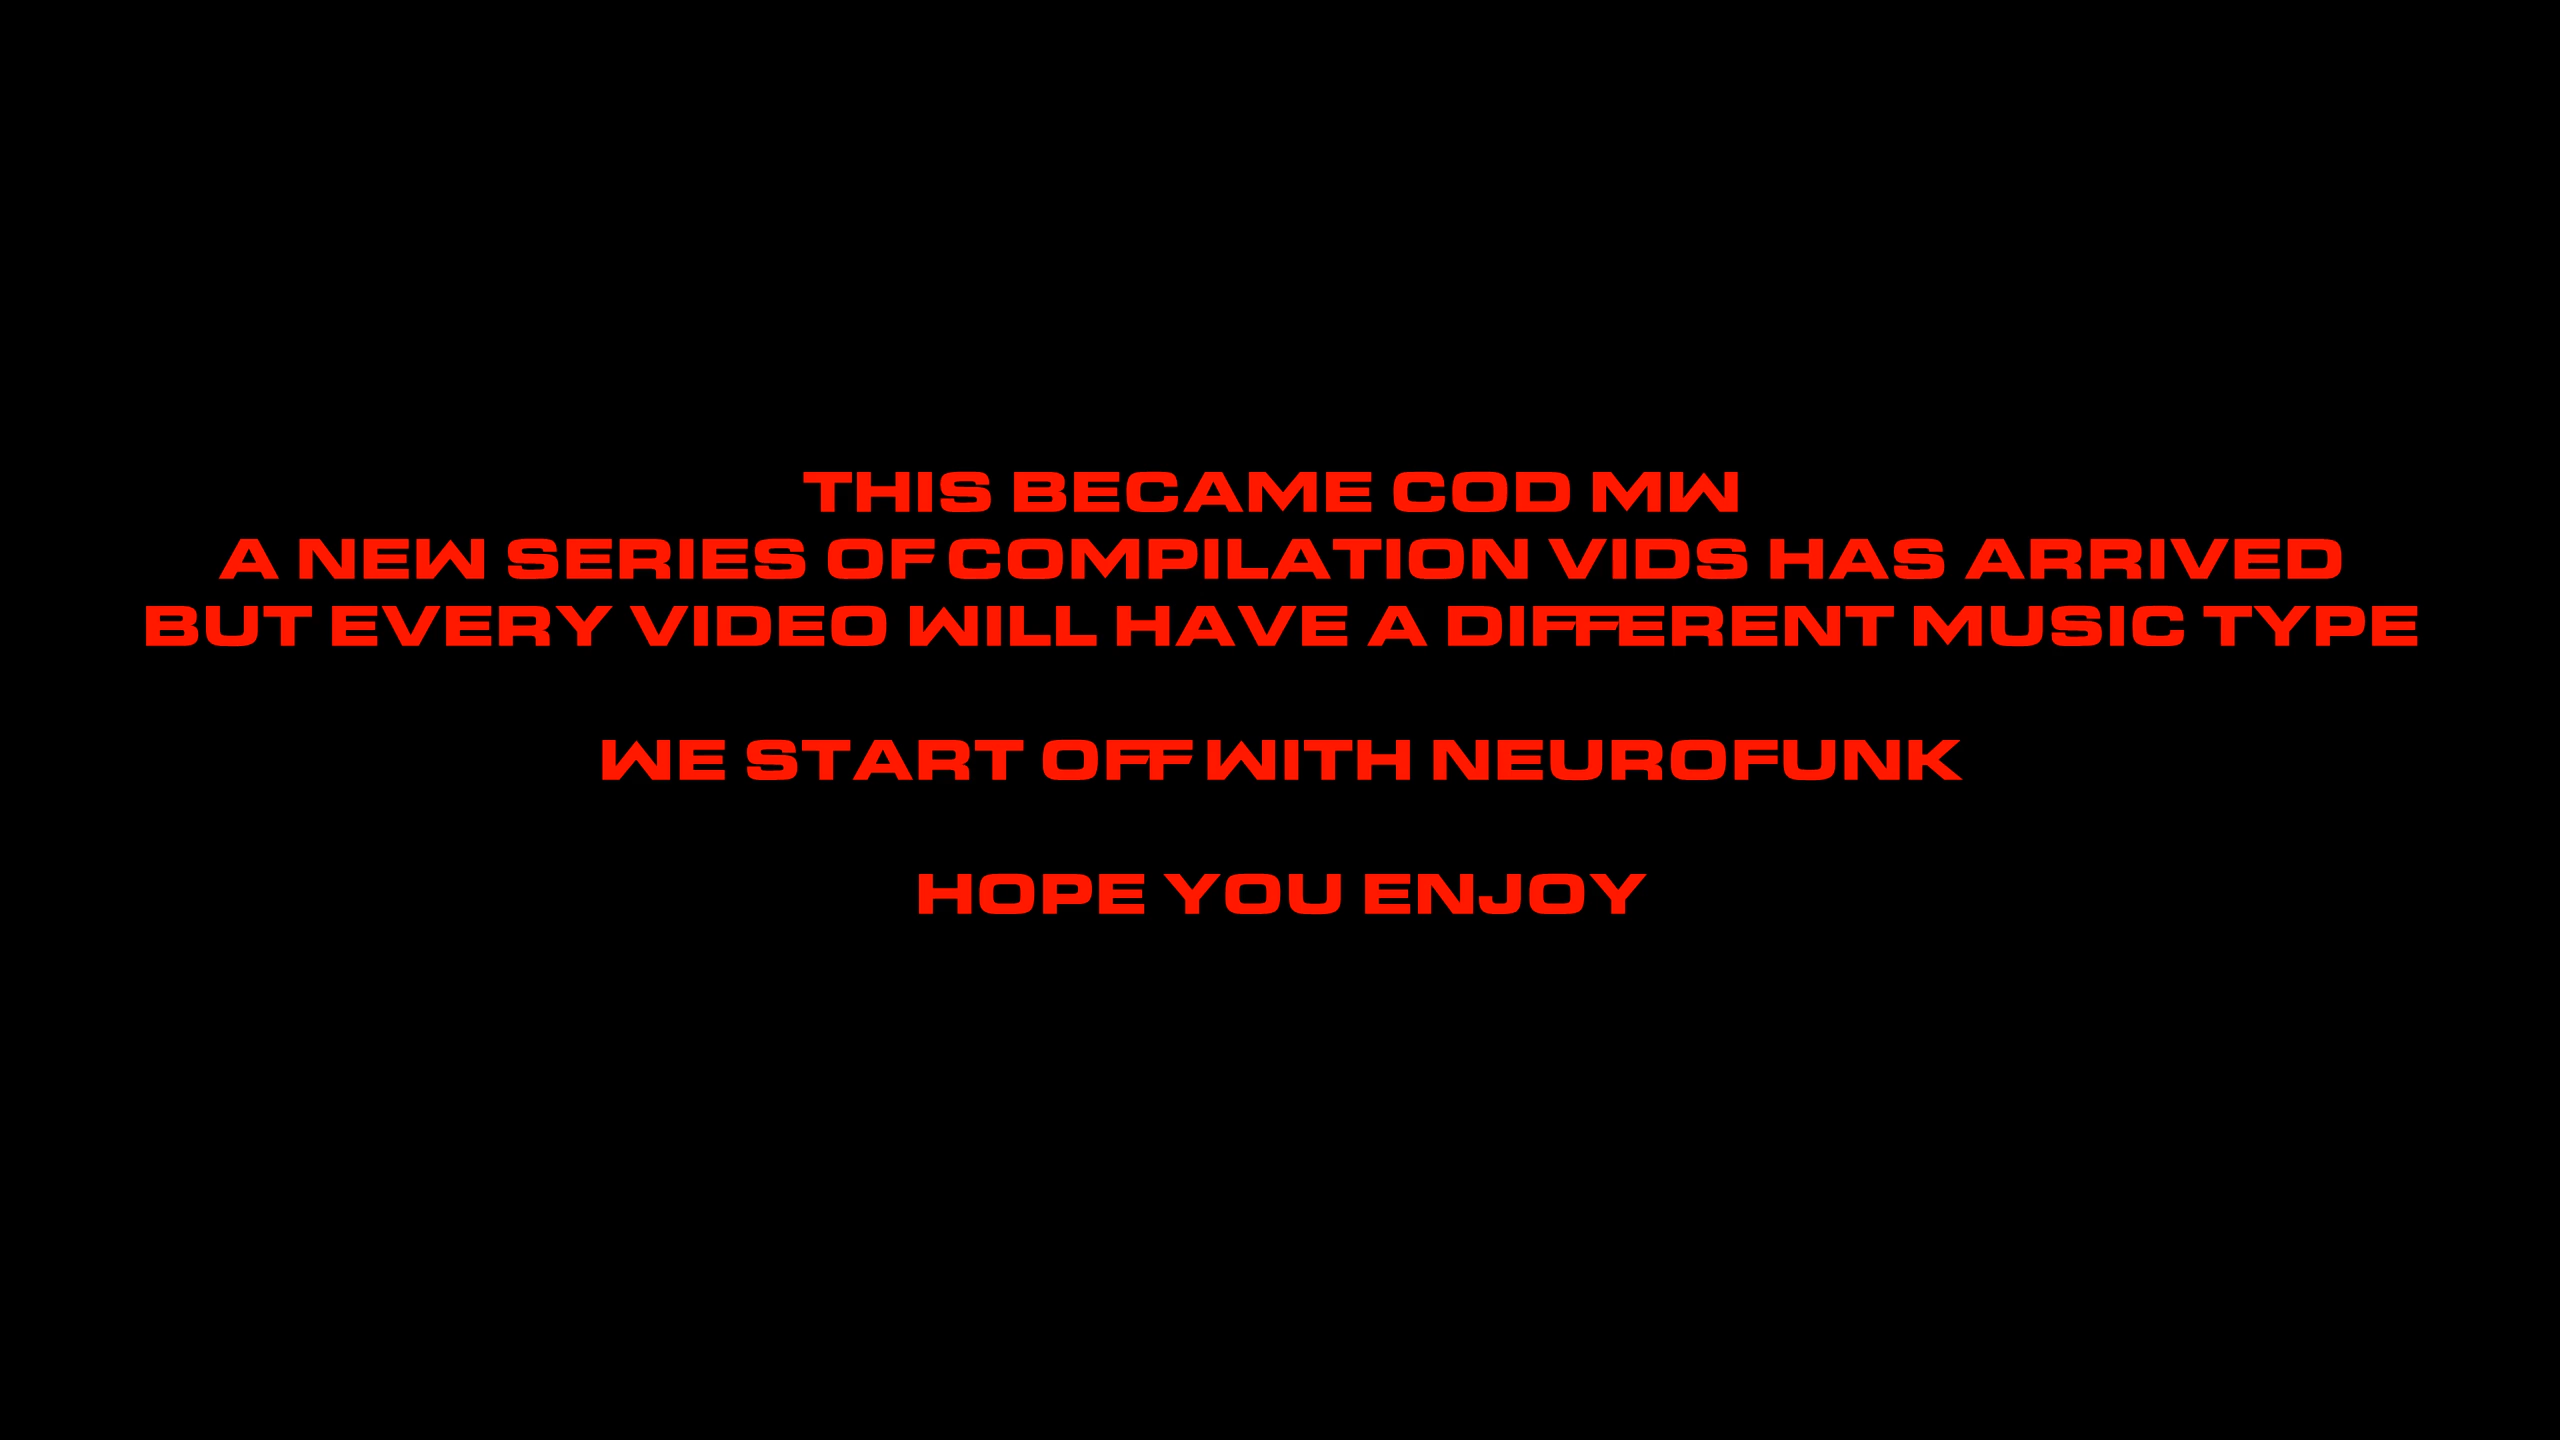 THIS BECAME COD MW
A NEW SERIES OF COMPILATION VIDS HAS ARRIVED
BUT EVERY VIDEO WILL HAVE A DIFFERENT MUSIC TYPE
WE START OFF WITH NEUROFUNK
HOPE YOU ENJOY